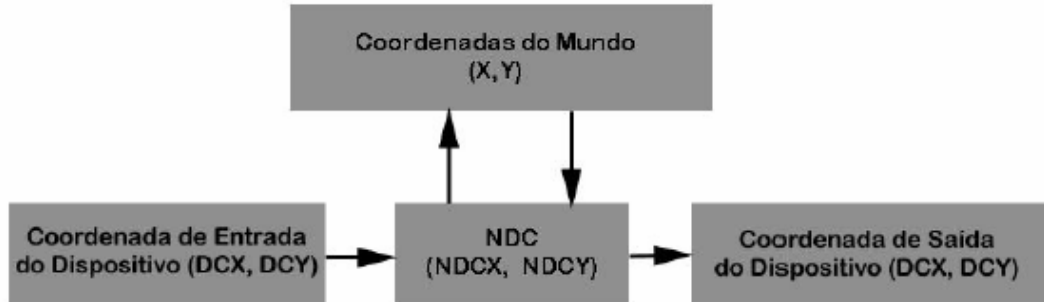 Coordenadas do Mundo
(X,Y)
Coordenada de Entrada
do Dispositivo (DCX, DCY)
NDC
(NDCX, NDCY)
Coordenada de Saída
do Dispositivo (DCX, DCY)